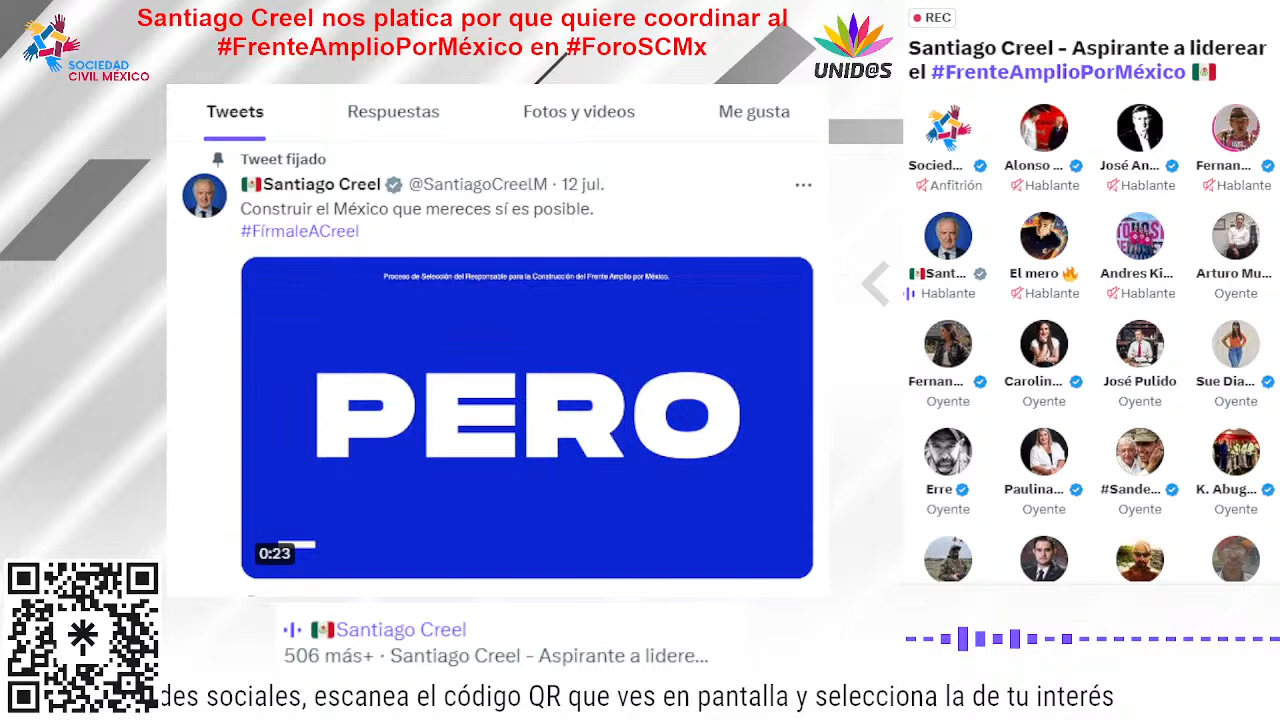 Santiago Creel nos platica por que quiere coordinar al
#FrenteAmplioPorMéxico en #ForoSCMx
SOCIEDAD
CIVIL MÉXICO
UNID@S
REC
Santiago Creel - Aspirante a liderear
el #FrenteAmplioPorMéxico
Tweets Respuestas Fotos y videos Me gusta
Tweet fijado
Santiago Creel @SantiagoCreelM · 12 jul.
Construir el México que mereces sí es posible.
#FírmaleACreel
Proceso de Selección del Responsable para la Construcción del Frente Amplio por México.
PERO
0:23
Socied... Alonso ... José An... Fernan...
Anfitrión Hablante Hablante Hablante
Sant... El mero Andres Ki... Arturo Mu...
Hablante Hablante Hablante Oyente
Fernan... Carolin... José Pulido Sue Dia...
Oyente Oyente Oyente Oyente
Erre Paulina... #Sande... K. Abug...
Oyente Oyente Oyente Oyente
Santiago Creel
506 más+ · Santiago Creel - Aspirante a lidere...
des sociales, escanea el código QR que ves en pantalla y selecciona la de tu interés